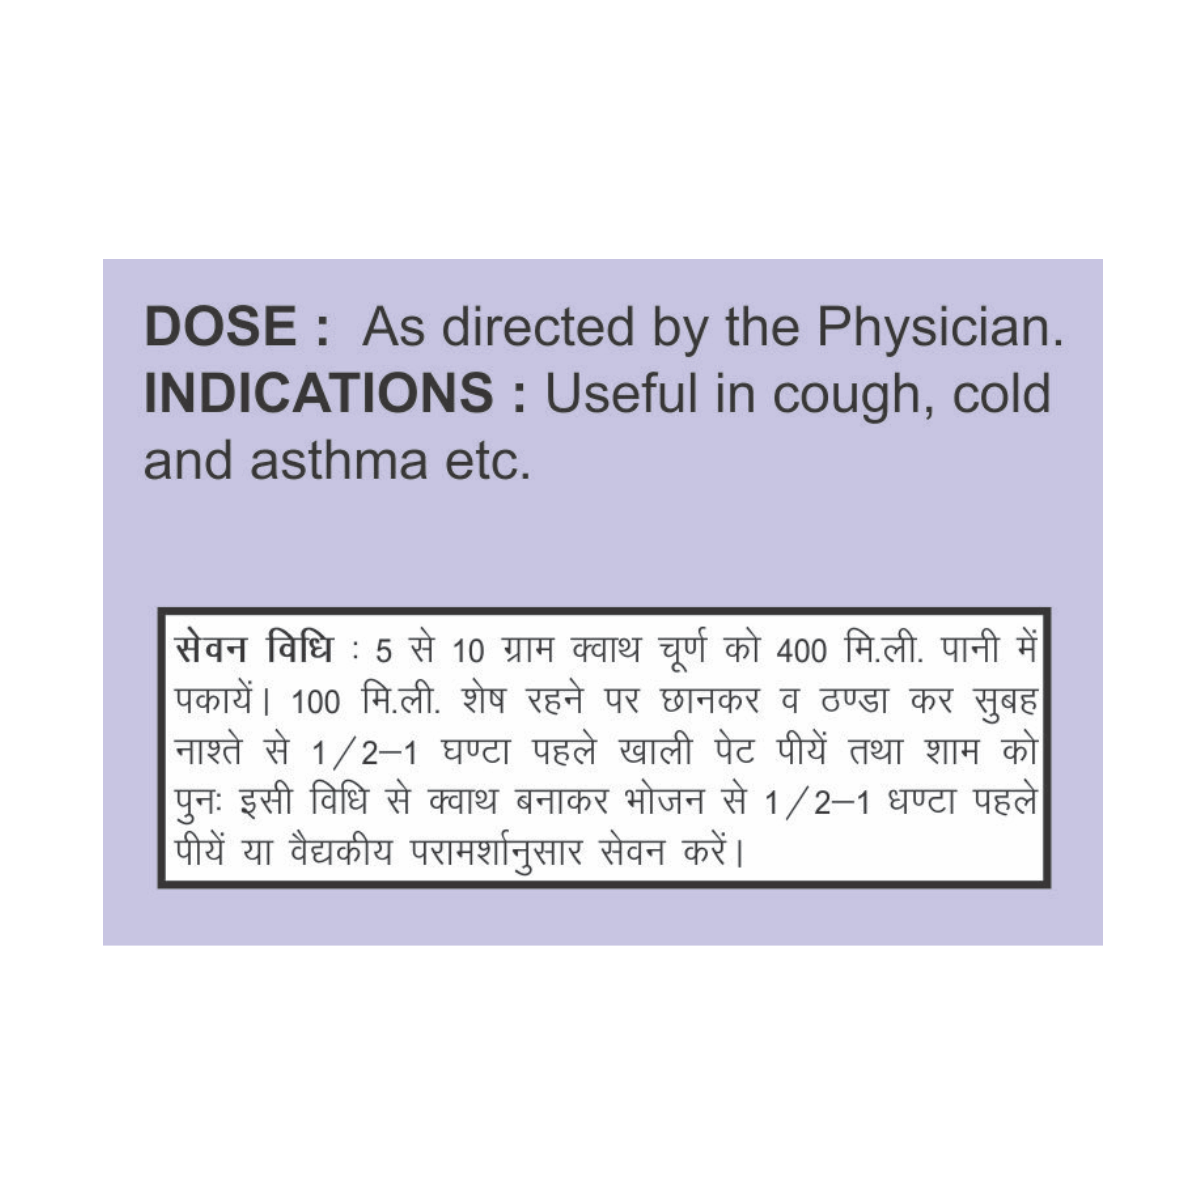 DOSE : As directed by the Physician.
INDICATIONS : Useful in cough, cold
and asthma etc.
सेवन विधि : 5 से 10 ग्राम क्वाथ चूर्ण को 400 मि.ली. पानी में
पकायें। 100 मि.ली. शेष रहने पर छानकर व ठण्डा कर सुबह
नाश्ते से 1/2–1 घण्टा पहले खाली पेट पीयें तथा शाम को
पुनः इसी विधि से क्वाथ बनाकर भोजन से 1/2–1 धण्टा पहले
पीयें या वैद्यकीय परामर्शानुसार सेवन करें।